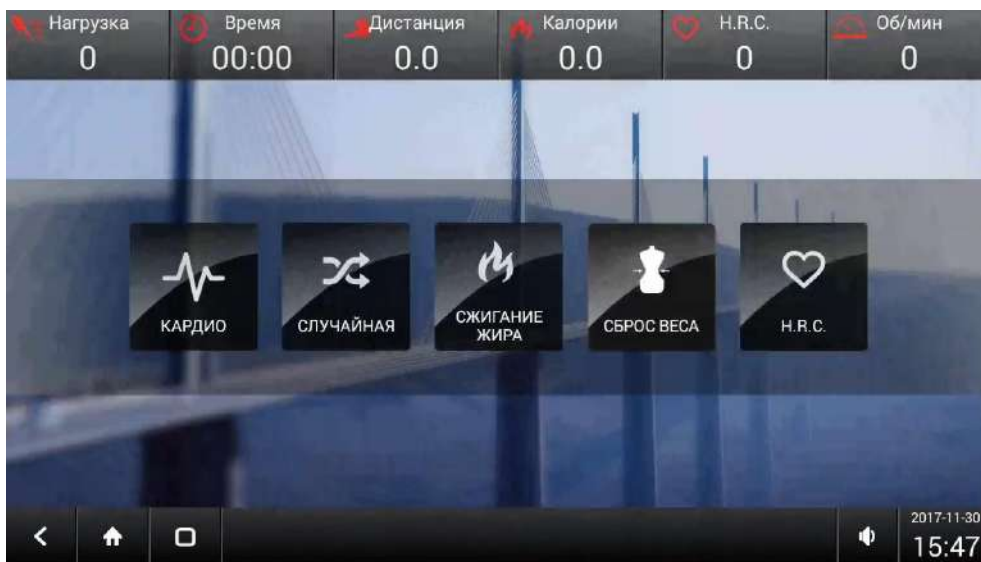 Нагрузка Время Дистанция Калории H.R.C. Об/мин
0 00:00 0.0 0.0 0 0
КАРДИО
СЛУЧАЙНАЯ
СЖИГАНИЕ
ЖИРА
СБРОС ВЕСА
H.R.C.
2017-11-30
15:47